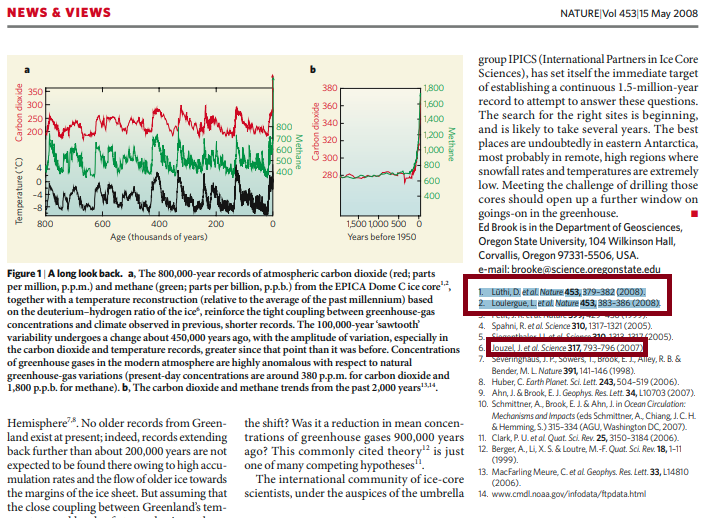 NEWS & VIEWS
NATURE|Vol 453|15 May 2008
a
Carbon dioxide
350
300
250
200
800
700
600
500
400
Methane
Temperature (°C)
4
0
–4
–8
800
600
400
200
0
Age (thousands of years)
b
Carbon dioxide
380
360
340
320
300
280
1,800
1,600
1,400
1,200
1,000
800
600
400
Methane
1,500 1,000 500 0
Years before 1950
Figure 1 | A long look back. a, The 800,000-year records of atmospheric carbon dioxide (red; parts
per million, p.p.m.) and methane (green; parts per billion, p.p.b.) from the EPICA Dome C ice core1,2,
together with a temperature reconstruction (relative to the average of the past millennium) based
on the deuterium–hydrogen ratio of the ice6, reinforce the tight coupling between greenhouse-gas
concentrations and climate observed in previous, shorter records. The 100,000-year ‘sawtooth’
variability undergoes a change about 450,000 years ago, with the amplitude of variation, especially in
the carbon dioxide and temperature records, greater since that point than it was before. Concentrations
of greenhouse gases in the modern atmosphere are highly anomalous with respect to natural
greenhouse-gas variations (present-day concentrations are around 380 p.p.m. for carbon dioxide and
1,800 p.p.b. for methane). b, The carbon dioxide and methane trends from the past 2,000 years13,14.
Hemisphere7,8. No older records from Green-
land exist at present; indeed, records extending
back further than about 200,000 years are not
expected to be found there owing to high accu-
mulation rates and the flow of older ice towards
the margins of the ice sheet. But assuming that
the close coupling between Greenland’s tem-
the shift? Was it a reduction in mean concen-
trations of greenhouse gases 900,000 years
ago? This commonly cited theory12 is just
one of many competing hypotheses11.
The international community of ice-core
scientists, under the auspices of the umbrella
group IPICS (International Partners in Ice Core
Sciences), has set itself the immediate target
of establishing a continuous 1.5-million-year
record to attempt to answer these questions.
The search for the right sites is beginning,
and is likely to take several years. The best
places are undoubtedly in eastern Antarctica,
most probably in remote, high regions where
snowfall rates and temperatures are extremely
low. Meeting the challenge of drilling those
cores should open up a further window on
goings-on in the greenhouse.
Ed Brook is in the Department of Geosciences,
Oregon State University, 104 Wilkinson Hall,
Corvallis, Oregon 97331-5506, USA.
e-mail: brooke@science.oregonstate.edu
1. Lüthi, D. et al. Nature 453, 379–382 (2008).
2. Loulergue, L. et al. Nature 453, 383–386 (2008).
4. Spahni, R. et al. Science 310, 1317–1321 (2005).
6. Jouzel, J. et al. Science 317, 793–796 (2007).
7. Severinghaus, J. P., Sowers, T., Brook, E. J., Alley, R. B. &
Bender, M. L. Nature 391, 141–146 (1998).
8. Huber, C. Earth Planet. Sci. Lett. 243, 504–519 (2006).
9. Ahn, J. & Brook, E. J. Geophys. Res. Lett. 34, L10703 (2007).
10. Schmittner, A., Brook, E. J. & Ahn, J. in Ocean Circulation:
Mechanisms and Impacts (eds Schmittner, A., Chiang, J. C. H.
& Hemming, S.) 315–334 (AGU, Washington DC, 2007).
11. Clark, P. U. et al. Quat. Sci. Rev. 25, 3150–3184 (2006).
12. Berger, A., Li, X. S. & Loutre, M.-F. Quat. Sci. Rev. 18, 1–11
(1999).
13. MacFarling Meure, C. et al. Geophys. Res. Lett. 33, L14810
(2006).
14. www.cmdl.noaa.gov/infodata/ftpdata.html